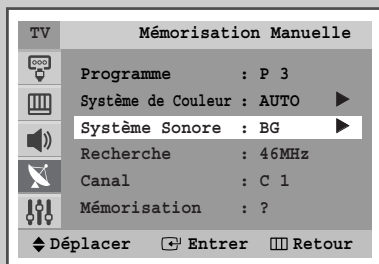 TV Mémorisation Manuelle
Programme : P 3
Système de Couleur : AUTO ▶
Système Sonore : BG ▶
Recherche : 46MHz
Canal : C 1
Mémorisation : ?
Déplacer Entrer Retour